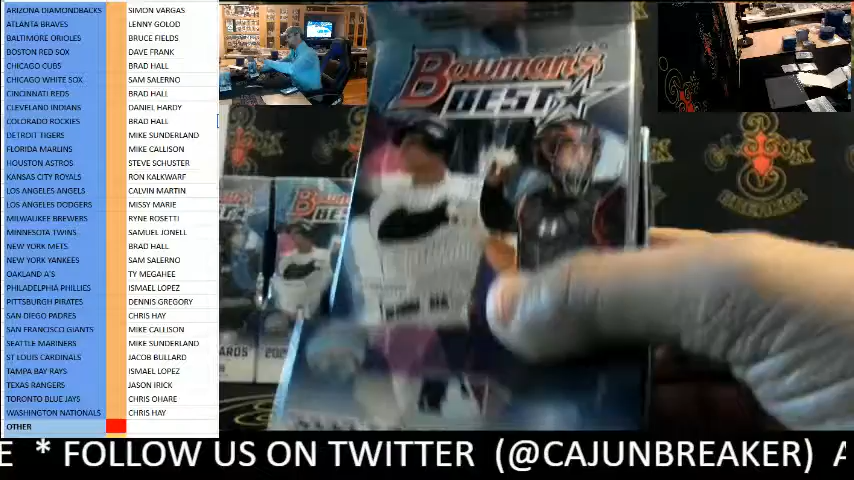 ARIZONA DIAMONDBACKS SIMON VARGAS
ATLANTA BRAVES LENNY GOLOD
BALTIMORE ORIOLES BRUCE FIELDS
BOSTON RED SOX DAVE FRANK
CHICAGO CUBS BRAD HALL
CHICAGO WHITE SOX SAM SALERNO
CINCINNATI REDS BRAD HALL
CLEVELAND INDIANS DANIEL HARDY
COLORADO ROCKIES BRAD HALL
DETROIT TIGERS MIKE SUNDERLAND
FLORIDA MARLINS MIKE CALLISON
HOUSTON ASTROS STEVE SCHUSTER
KANSAS CITY ROYALS RON KALKWARF
LOS ANGELES ANGELS CALVIN MARTIN
LOS ANGELES DODGERS MISSY MARIE
MILWAUKEE BREWERS RYNE ROSETTI
MINNESOTA TWINS SAMUEL JONELL
NEW YORK METS BRAD HALL
NEW YORK YANKEES SAM SALERNO
OAKLAND A'S TY MEGAHEE
PHILADELPHIA PHILLIES ISMAEL LOPEZ
PITTSBURGH PIRATES DENNIS GREGORY
SAN DIEGO PADRES CHRIS HAY
SAN FRANCISCO GIANTS MIKE CALLISON
SEATTLE MARINERS MIKE SUNDERLAND
ST LOUIS CARDINALS JACOB BULLARD
TAMPA BAY RAYS ISMAEL LOPEZ
TEXAS RANGERS JASON IRICK
TORONTO BLUE JAYS CHRIS OHARE
WASHINGTON NATIONALS CHRIS HAY
OTHER
Bowman's
BEST
CAJUN
BREAKER
E * FOLLOW US ON TWITTER (@CAJUNBREAKER) A